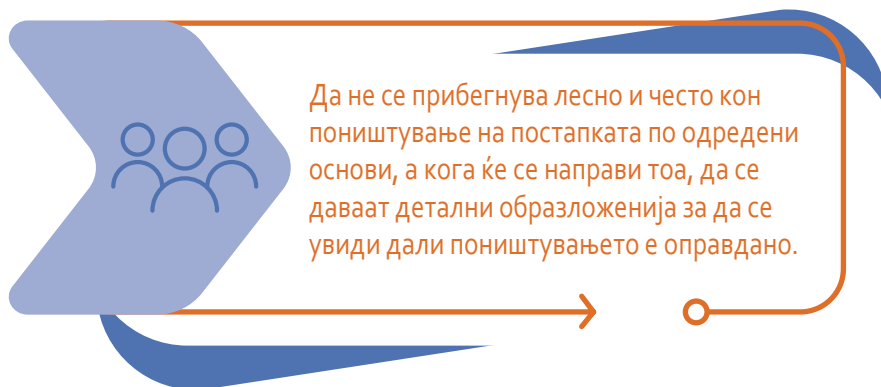 Да не се прибегнува лесно и често кон
поништување на постапката по одредени
основи, а кога ќе се направи тоа, да се
даваат детални образложенија за да се
увиди дали поништувањето е оправдано.